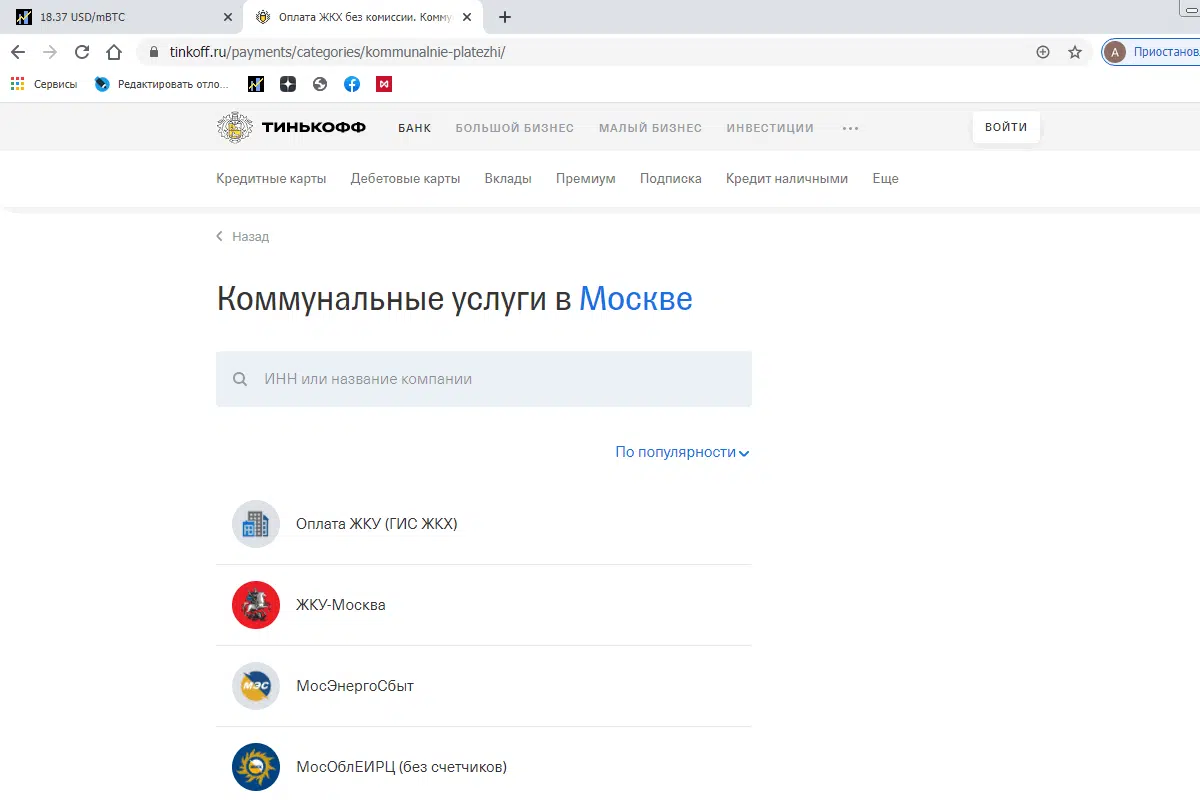 18.37 USD/mBTC
Оплата ЖКХ без комиссии. Комму
tinkoff.ru/payments/categories/kommunalnie-platezhi/
А
Приостановл
Сервисы
Редактировать отло...
ТИНЬКОФФ
БАНК
БОЛЬШОЙ БИЗНЕС
МАЛЫЙ БИЗНЕС
ИНВЕСТИЦИИ
ВОЙТИ
Кредитные карты
Дебетовые карты
Вклады
Премиум
Подписка
Кредит наличными
Еще
Назад
Коммунальные услуги в Москве
ИНН или название компании
По популярности
Оплата ЖКУ (ГИС ЖКХ)
ЖКУ-Москва
МЭС
МосЭнергоСбыт
МосОблЕИРЦ (без счетчиков)